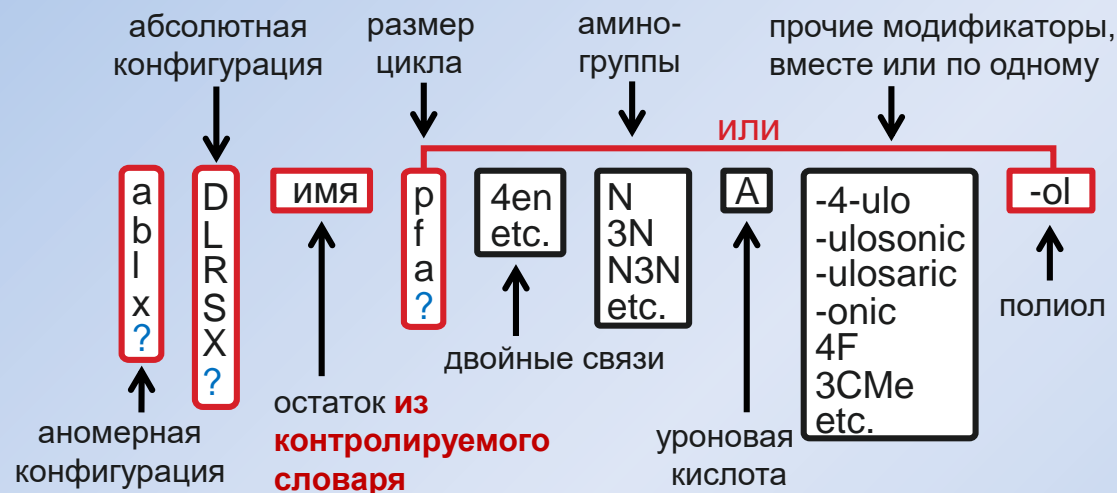 абсолютная
конфигурация
размер
цикла
амино-
группы
прочие модификаторы,
вместе или по одному
или
a
b
l
x
?
D
L
R
S
X
?
имя
p
f
a
?
4en
etc.
N
3N
N3N
etc.
A
-4-ulo
-ulosonic
-ulosaric
-onic
4F
3CMe
etc.
-ol
аномерная
конфигурация
остаток из
контролируемого
словаря
двойные связи
уроновая
кислота
полиол